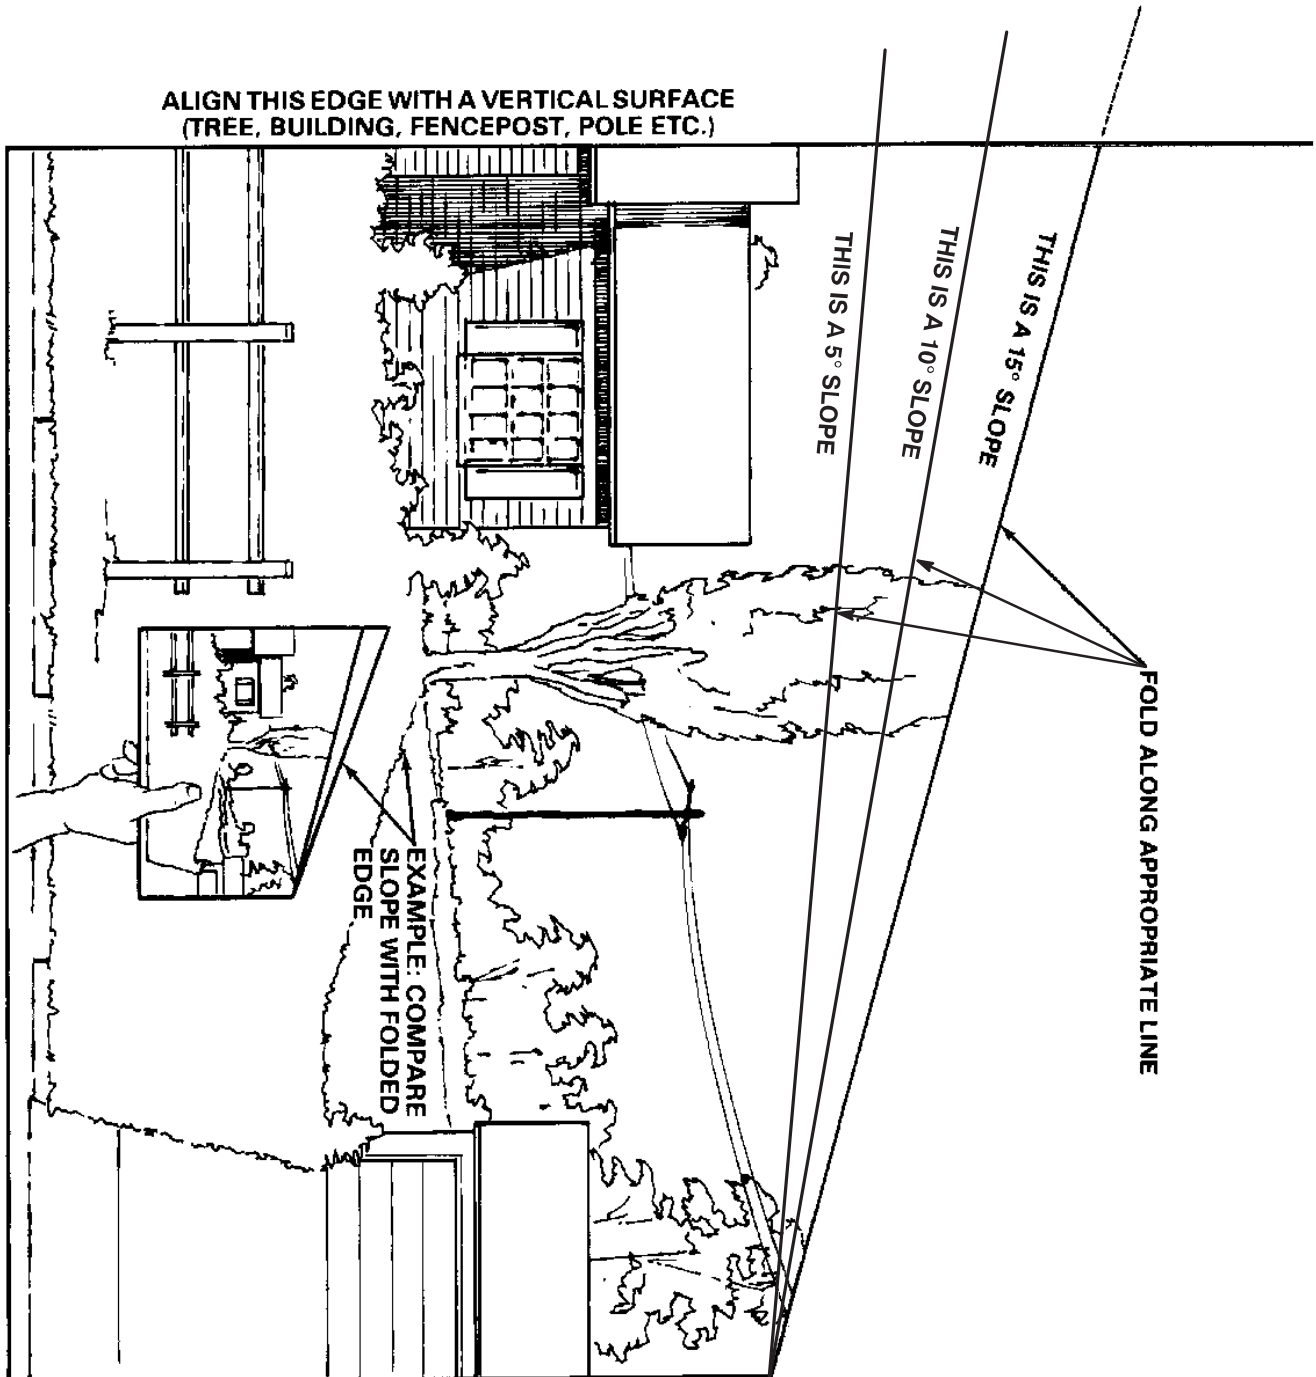 ALIGN THIS EDGE WITH A VERTICAL SURFACE
(TREE, BUILDING, FENCEPOST, POLE ETC.)
THIS IS A 5° SLOPE
THIS IS A 10° SLOPE
THIS IS A 15° SLOPE
FOLD ALONG APPROPRIATE LINE
EXAMPLE: COMPARE
SLOPE WITH FOLDED
EDGE